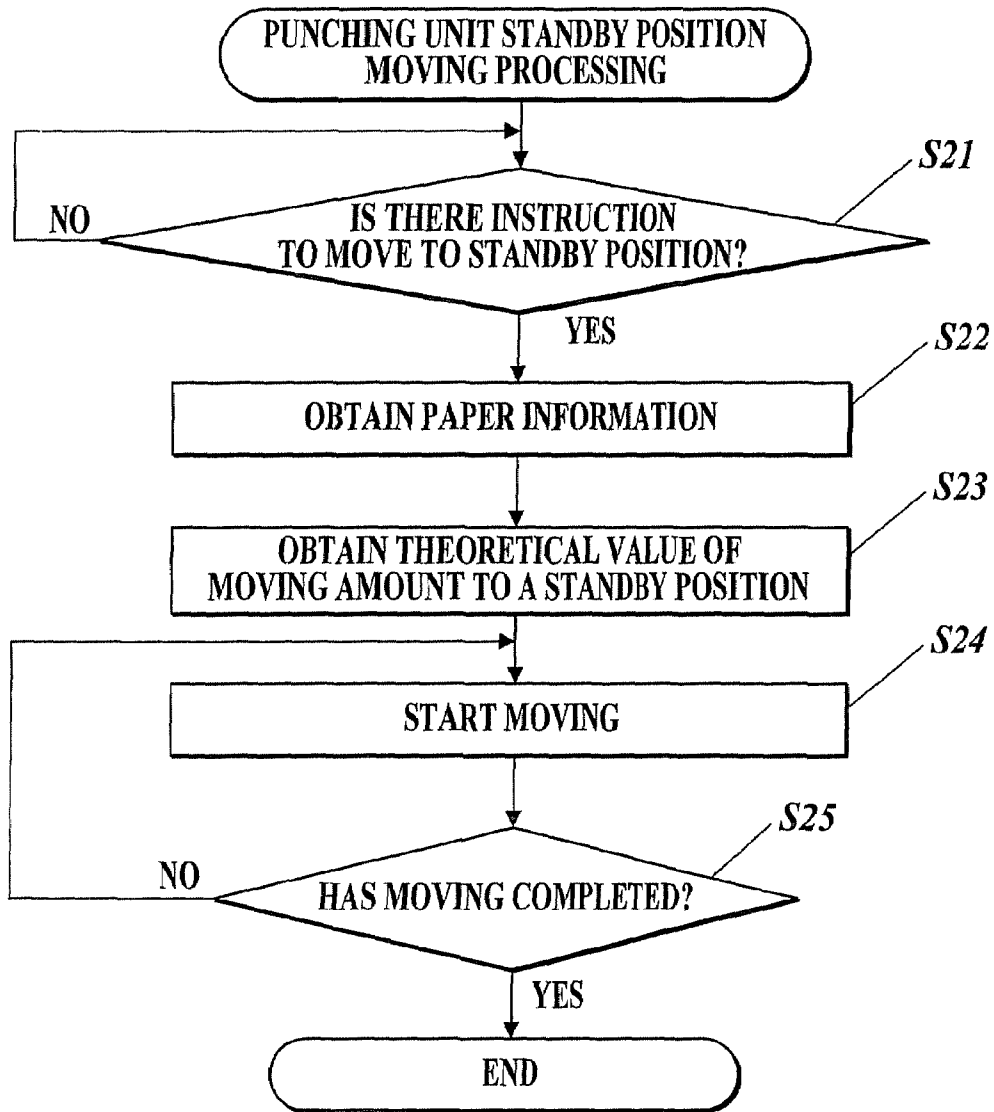 PUNCHING UNIT STANDBY POSITION
MOVING PROCESSING
S21
NO
IS THERE INSTRUCTION
TO MOVE TO STANDBY POSITION?
YES
S22
OBTAIN PAPER INFORMATION
S23
OBTAIN THEORETICAL VALUE OF
MOVING AMOUNT TO A STANDBY POSITION
S24
START MOVING
S25
NO
HAS MOVING COMPLETED?
YES
END